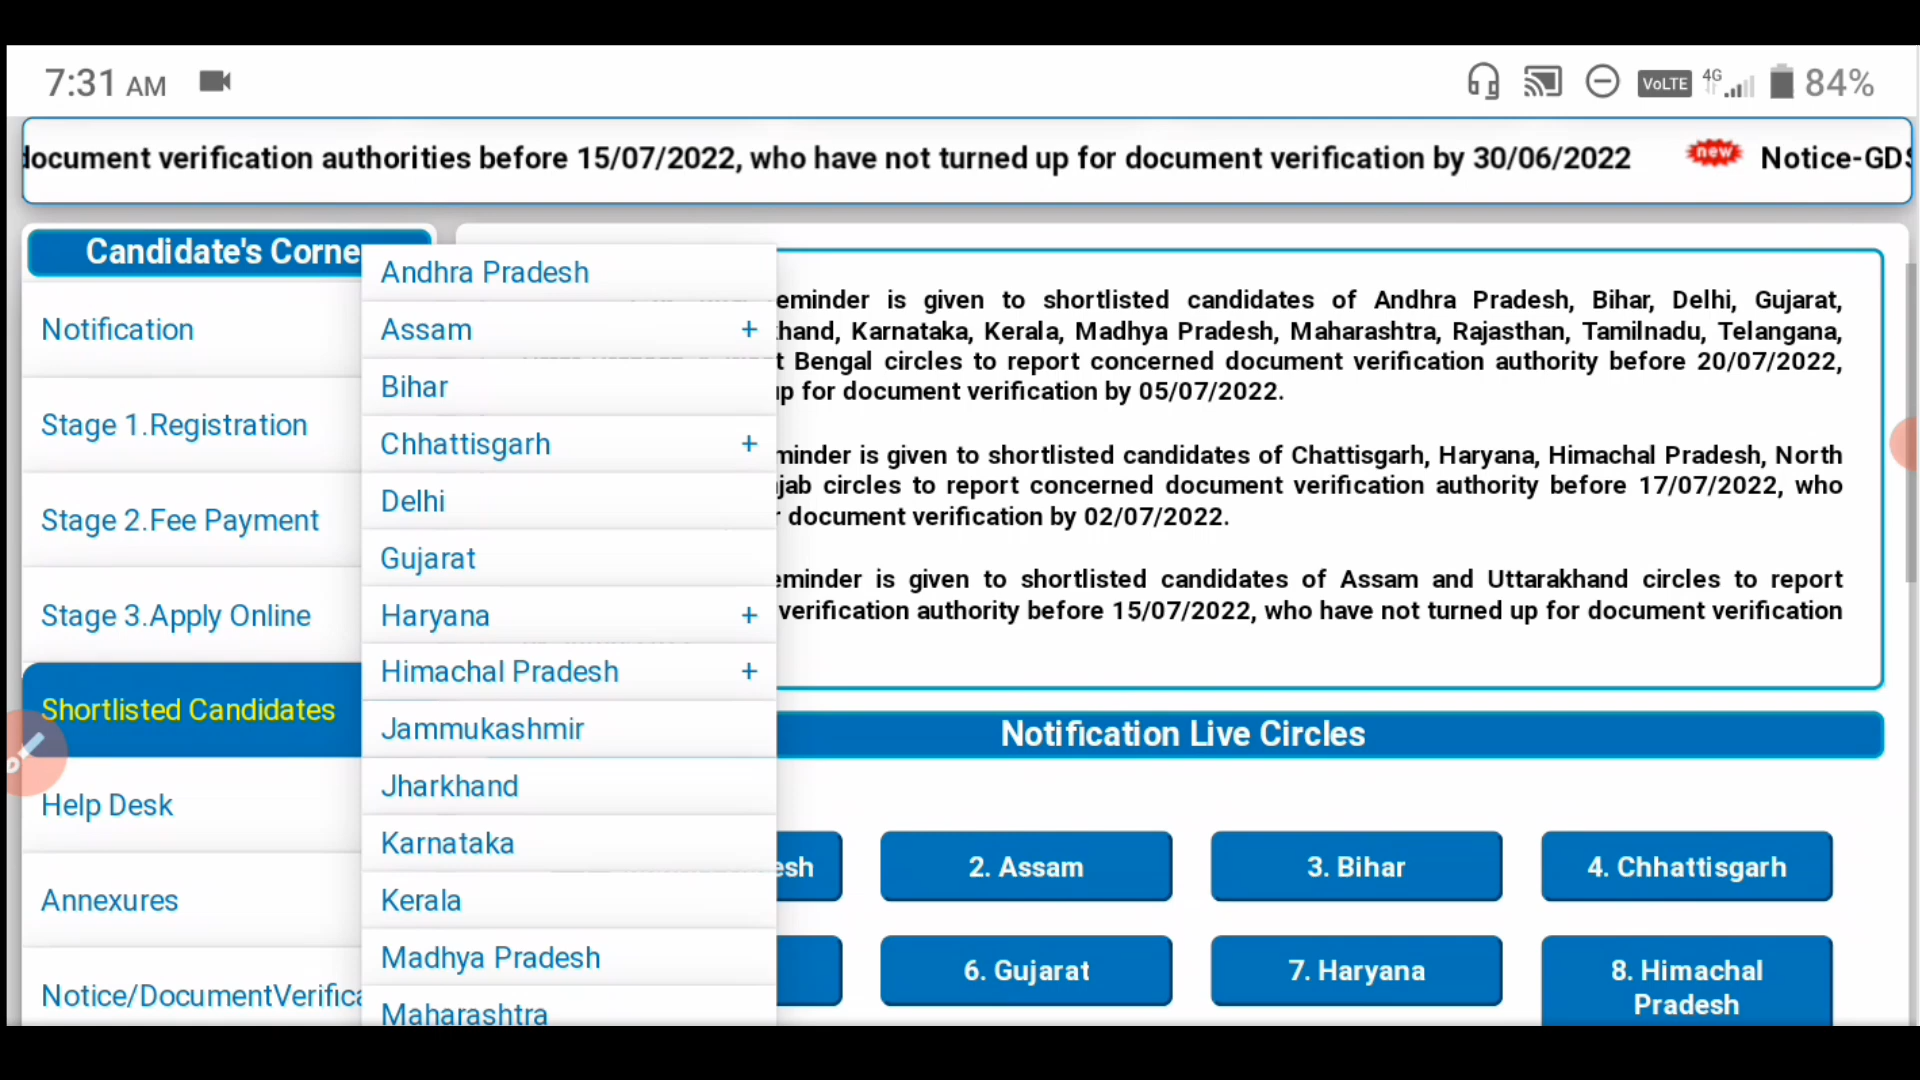 7:31 AM VoLTE 4G 84%
document verification authorities before 15/07/2022, who have not turned up for document verification by 30/06/2022 new Notice-GDS
Candidate's Corne
Notification
Stage 1.Registration
Stage 2.Fee Payment
Stage 3.Apply Online
Shortlisted Candidates
Help Desk
Annexures
Notice/DocumentVerifica
Andhra Pradesh
Assam +
Bihar
Chhattisgarh +
Delhi
Gujarat
Haryana +
Himachal Pradesh +
Jammukashmir
Jharkhand
Karnataka
Kerala
Madhya Pradesh
Maharashtra
eminder is given to shortlisted candidates of Andhra Pradesh, Bihar, Delhi, Gujarat,
hand, Karnataka, Kerala, Madhya Pradesh, Maharashtra, Rajasthan, Tamilnadu, Telangana,
t Bengal circles to report concerned document verification authority before 20/07/2022,
up for document verification by 05/07/2022.
minder is given to shortlisted candidates of Chattisgarh, Haryana, Himachal Pradesh, North
jab circles to report concerned document verification authority before 17/07/2022, who
r document verification by 02/07/2022.
eminder is given to shortlisted candidates of Assam and Uttarakhand circles to report
verification authority before 15/07/2022, who have not turned up for document verification
Notification Live Circles
esh
2. Assam
3. Bihar
4. Chhattisgarh
6. Gujarat
7. Haryana
8. Himachal
Pradesh